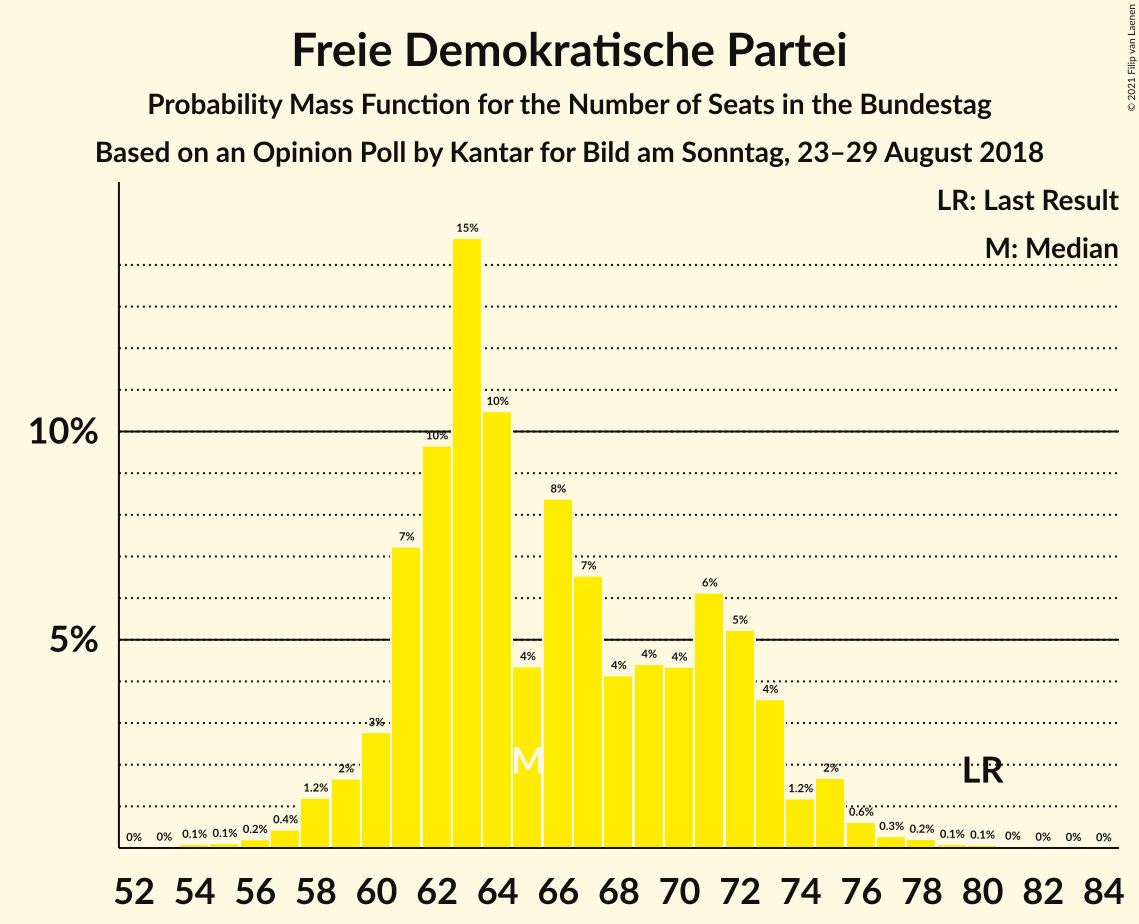 Freie Demokratische Partei
Probability Mass Function for the Number of Seats in the Bundestag
Based on an Opinion Poll by Kantar for Bild am Sonntag, 23–29 August 2018
© 2021 Filip van Laenen
LR: Last Result
M: Median
10%
5%
0% 0% 0.1% 0.1% 0.2% 0.4% 1.2% 2% 3% 7% 10% 15% 10% 4% 8% 7% 4% 4% 4% 6% 5% 4% 1.2% 2% 0.6% 0.3% 0.2% 0.1% 0.1% 0% 0% 0% 0%
M
LR
52 54 56 58 60 62 64 66 68 70 72 74 76 78 80 82 84